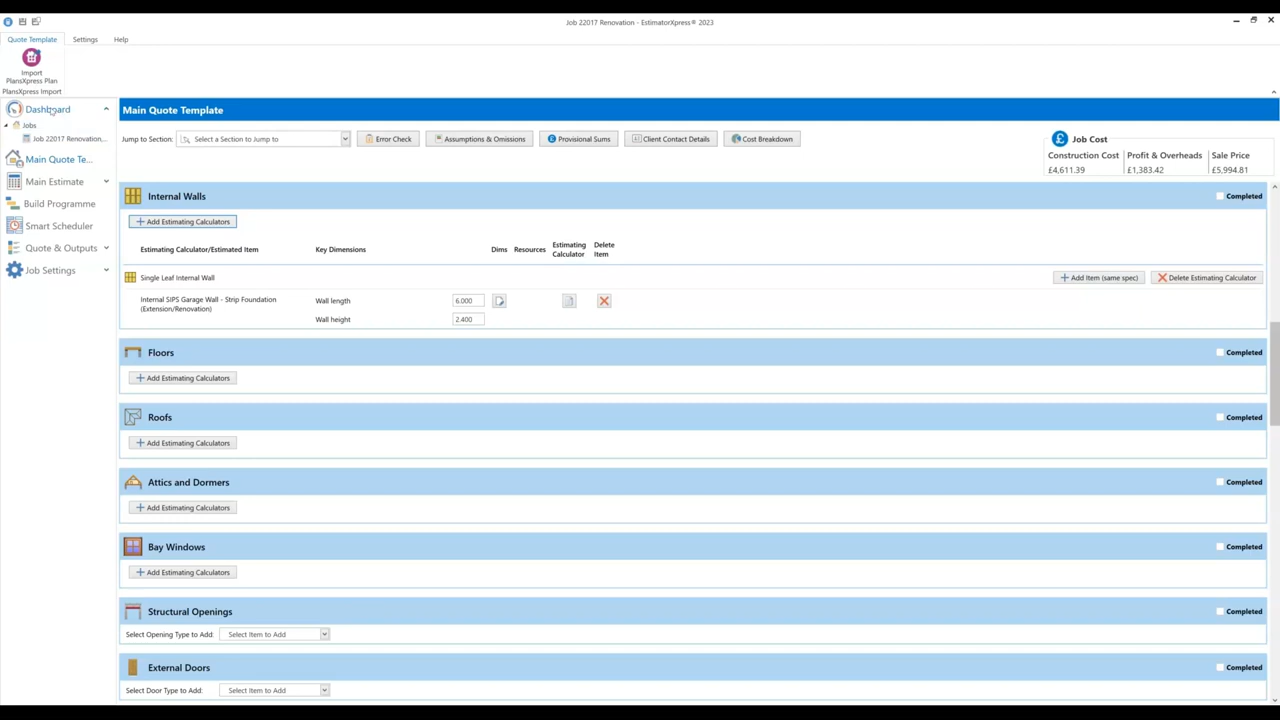 Job 22017 Renovation - EstimatorXpress® 2023
Quote Template
Settings
Help
Import
PlansXpress Plan
PlansXpress Import
Dashboard
Jobs
Job 22017 Renovation,...
Main Quote Te...
Main Estimate
Build Programme
Smart Scheduler
Quote & Outputs
Job Settings
Main Quote Template
Jump to Section:
Select a Section to Jump to
Error Check
Assumptions & Omissions
Provisional Sums
Client Contact Details
Cost Breakdown
Job Cost
Construction Cost
Profit & Overheads
Sale Price
£4,611.39
£1,383.42
£5,994.81
Internal Walls
Completed
Add Estimating Calculators
Estimating Calculator/Estimated Item
Key Dimensions
Dims
Resources
Estimating
Calculator
Delete
Item
Single Leaf Internal Wall
Add Item (same spec)
Delete Estimating Calculator
Internal SIPS Garage Wall - Strip Foundation
(Extension/Renovation)
Wall length
6.000
Wall height
2.400
Floors
Completed
Add Estimating Calculators
Roofs
Completed
Add Estimating Calculators
Attics and Dormers
Completed
Add Estimating Calculators
Bay Windows
Completed
Add Estimating Calculators
Structural Openings
Completed
Select Opening Type to Add:
Select Item to Add
External Doors
Completed
Select Door Type to Add:
Select Item to Add